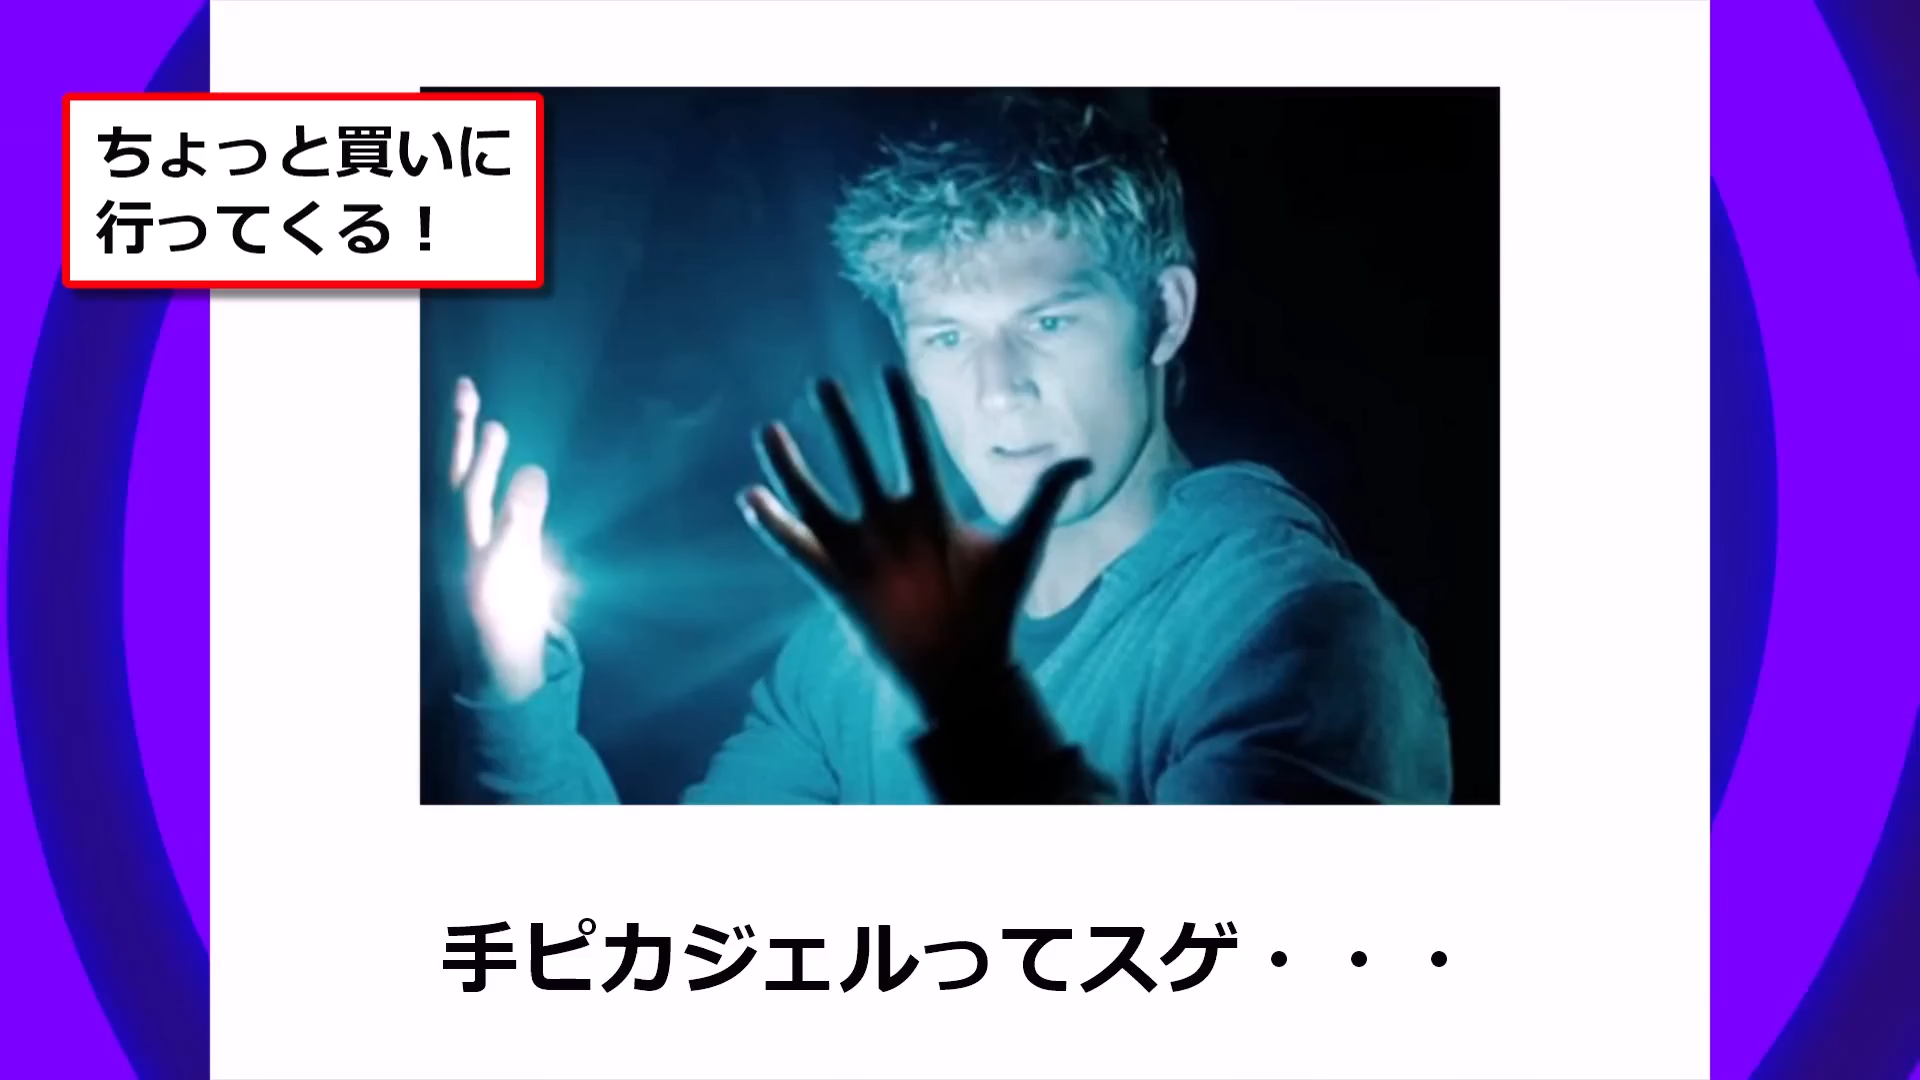 ちょっと買いに
行ってくる！
手ピカジェルってスゲ・・・